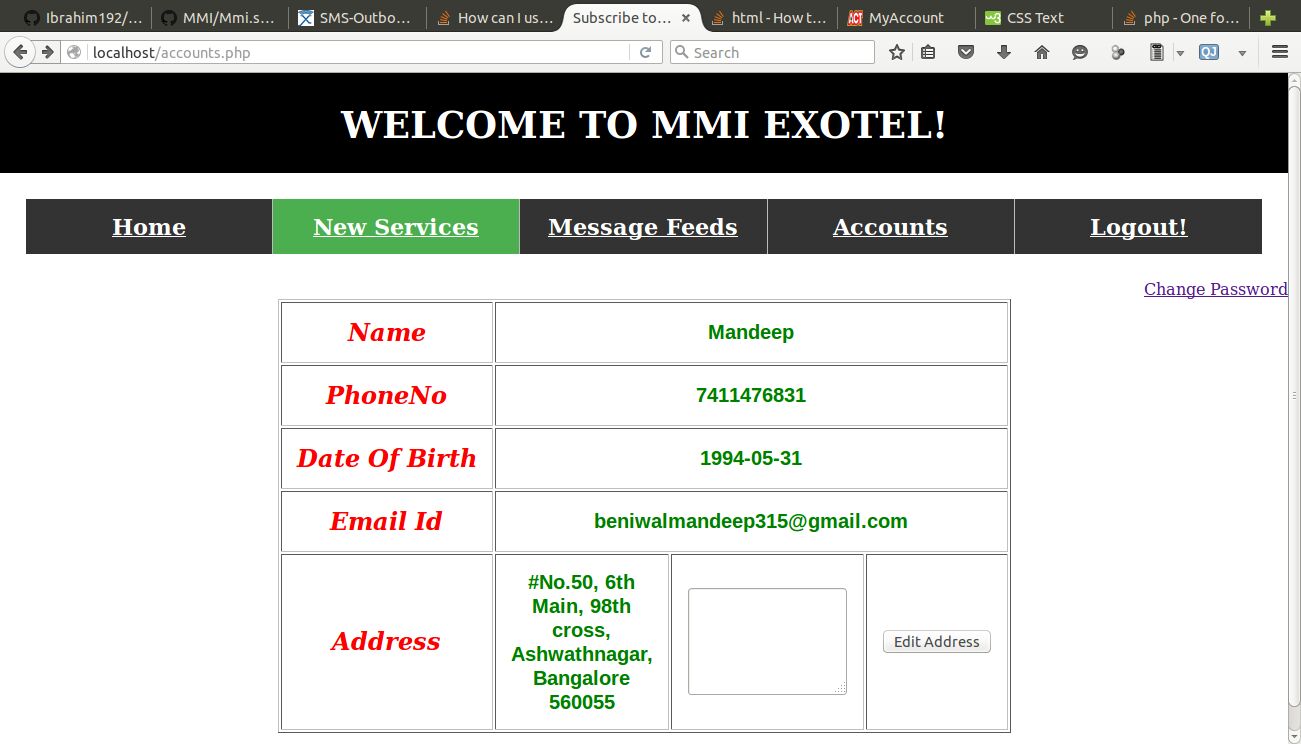 Ibrahim192/...
MMI/Mmi.s...
SMS-Outbo...
How can I us...
Subscribe to...
html - How t...
ACT MyAccount
CSS Text
php - One fo...
localhost/accounts.php
Search
QJ
WELCOME TO MMI EXOTEL!
Home
New Services
Message Feeds
Accounts
Logout!
Change Password
Name
Mandeep
PhoneNo
7411476831
Date Of Birth
1994-05-31
Email Id
beniwalmandeep315@gmail.com
Address
#No.50, 6th
Main, 98th
cross,
Ashwathnagar,
Bangalore
560055
Edit Address